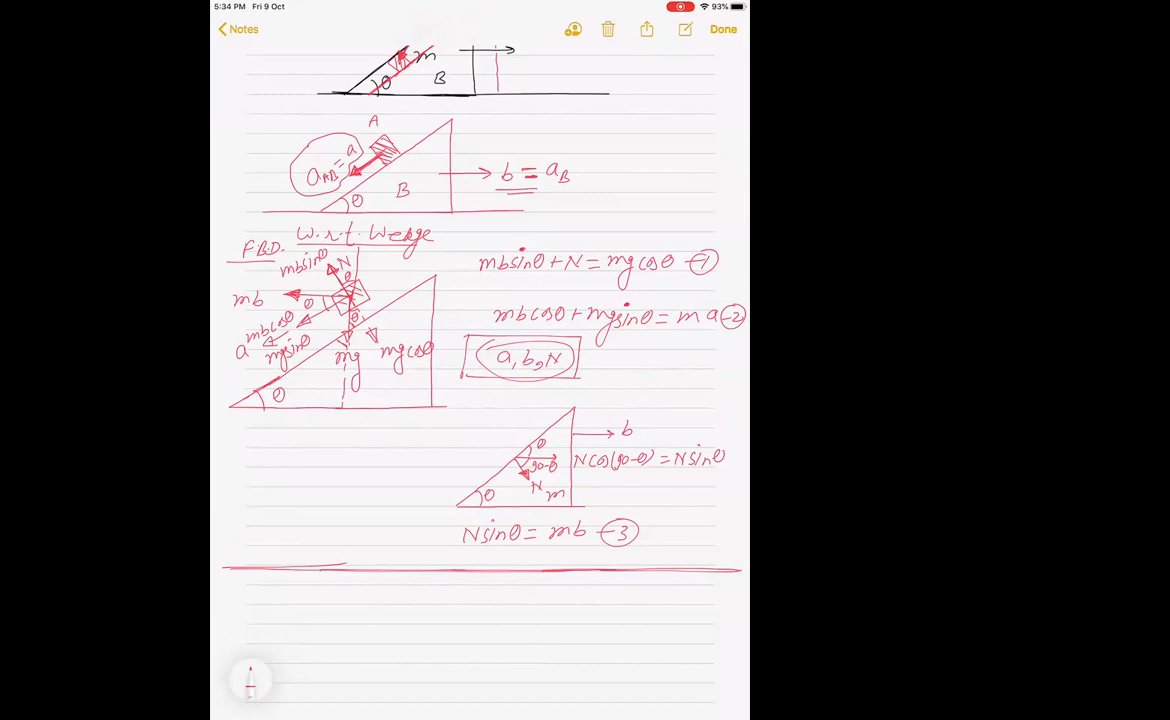 5:34 PM Fri 9 Oct
93%
Notes
Done
m
θ
B
A
a_AB = a
B
θ
b = a_B
w.r.t. Wedge
F.B.D.
mb sinθ
N
θ
mb
θ
mb cosθ
θ
a
mg sinθ
mg
mg cosθ
θ
mb sinθ + N = mg cosθ -1
mb cosθ + mg sinθ = m a -2
a, b, N
b
θ
90-θ
N cos(90-θ) = N sinθ
N
θ
m
N sinθ = mb -3